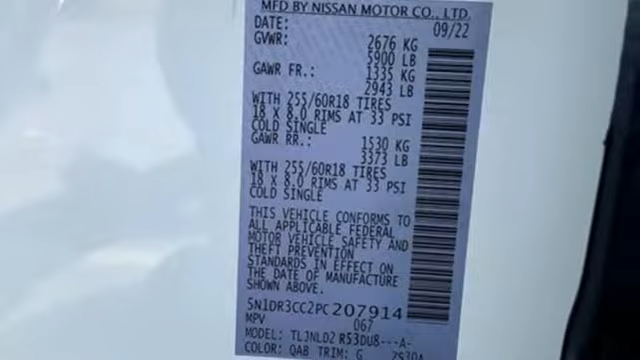 MFD BY NISSAN MOTOR CO., LTD.
DATE: 09/22
GVWR: 2676 KG
5900 LB
GAWR FR.: 1335 KG
2943 LB
WITH 255/60R18 TIRES
18 X 8.0 RIMS AT 33 PSI
COLD SINGLE
GAWR RR.: 1530 KG
3373 LB
WITH 255/60R18 TIRES
18 X 8.0 RIMS AT 33 PSI
COLD SINGLE
THIS VEHICLE CONFORMS TO
ALL APPLICABLE FEDERAL
MOTOR VEHICLE SAFETY AND
THEFT PREVENTION
STANDARDS IN EFFECT ON
THE DATE OF MANUFACTURE
SHOWN ABOVE.
5N1DR3CC2PC207914
MPV 067
MODEL: TLJNLD2 R53DU8---A-
COLOR: QAB TRIM: G